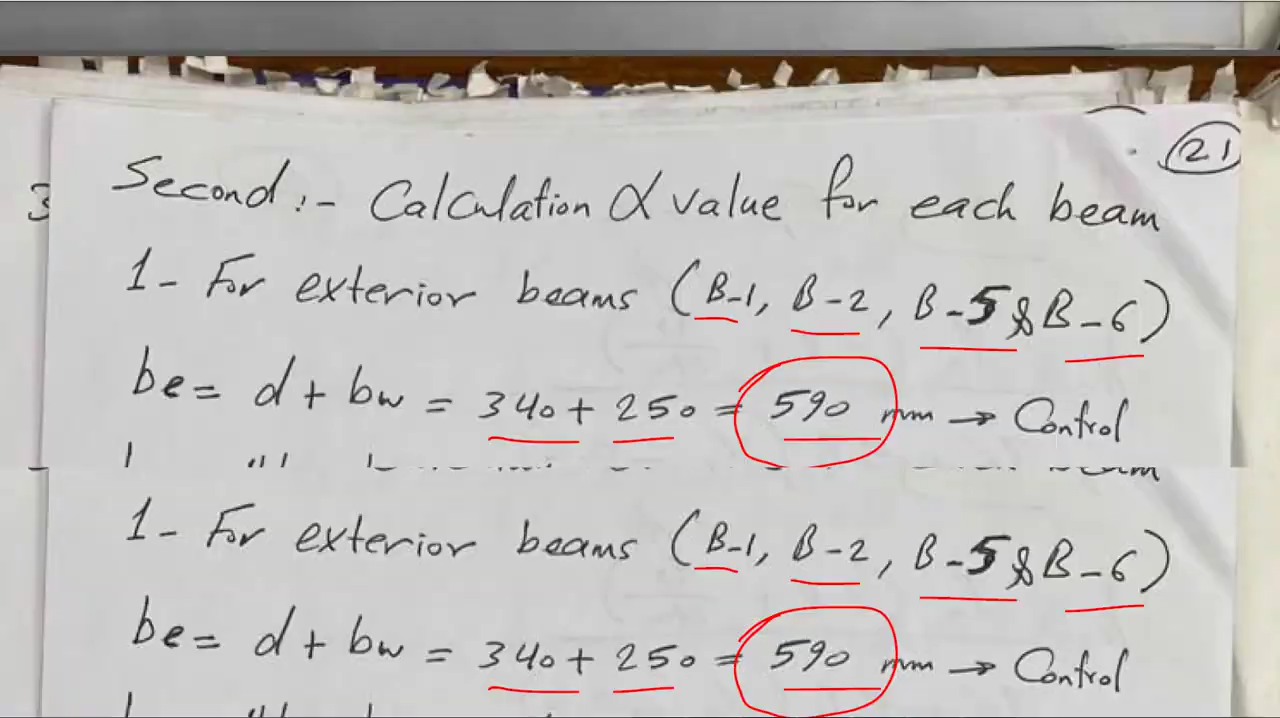 21
Second :- Calculation α value for each beam
1- For exterior beams (B-1, B-2, B-5 & B-6)
be = d + bw = 340 + 250 = 590 mm → Control
beam
1- For exterior beams (B-1, B-2, B-5 & B-6)
be = d + bw = 340 + 250 = 590 mm → Control